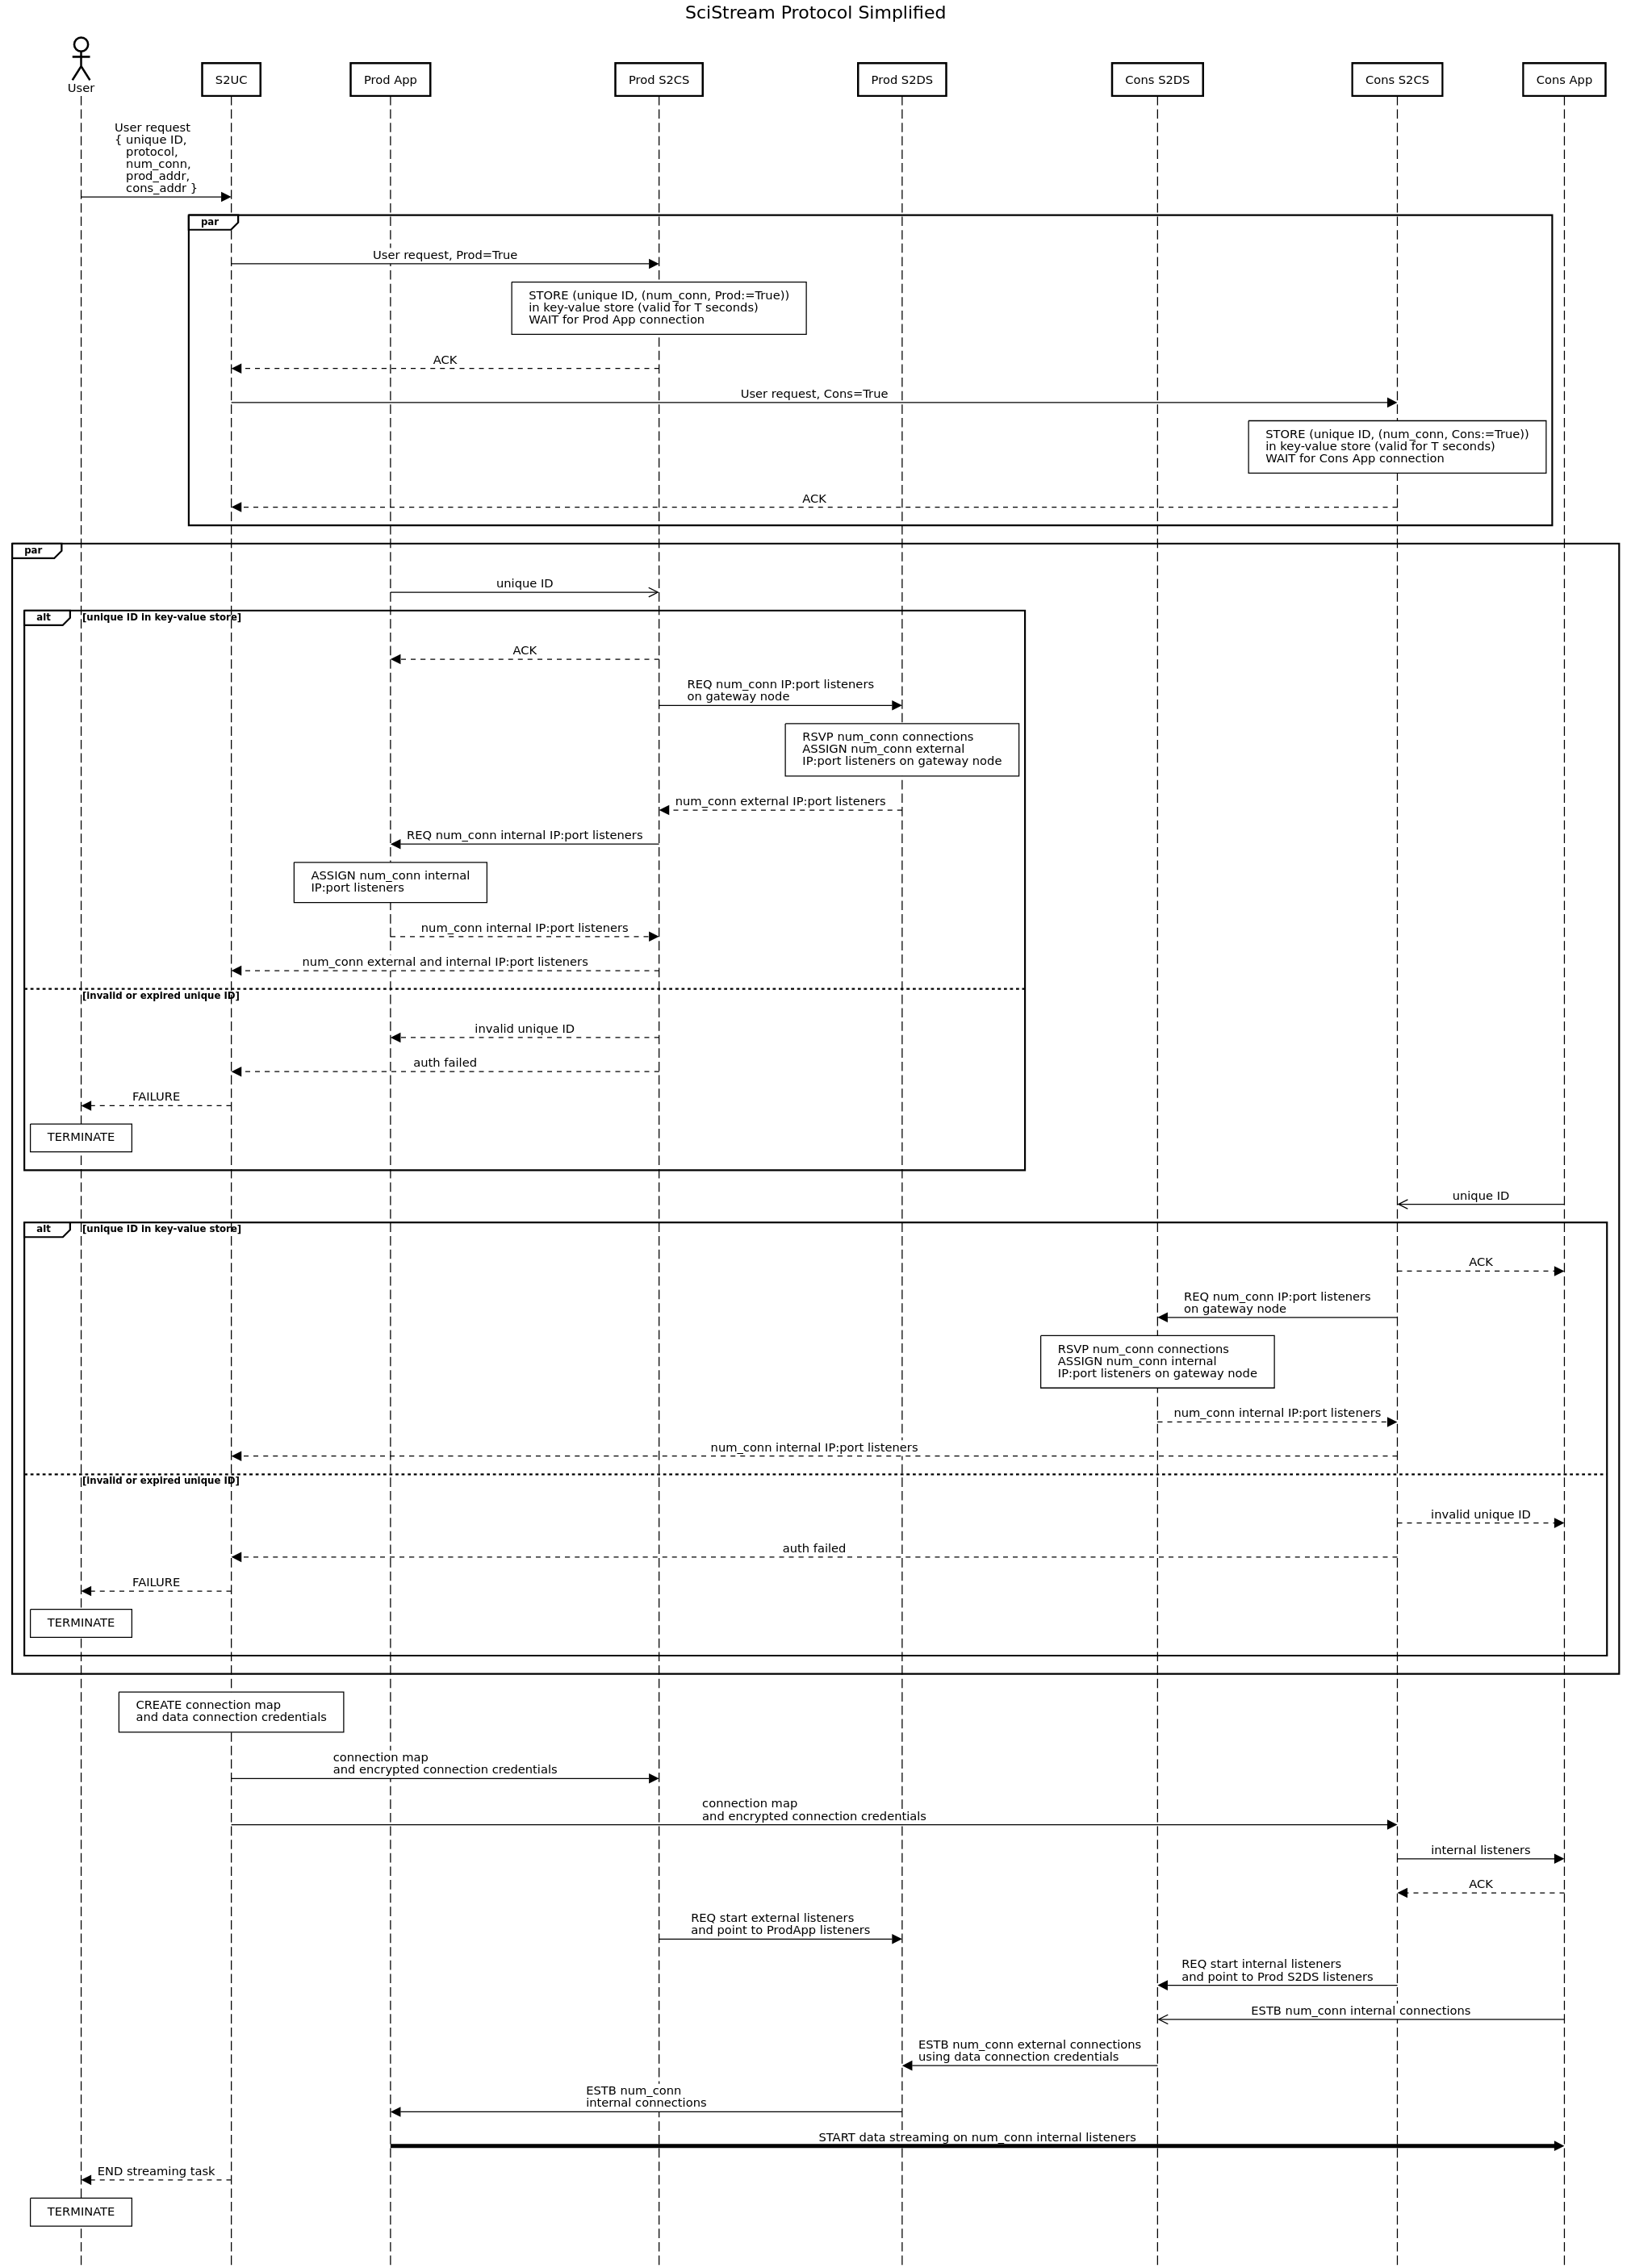 SciStream Protocol Simplified
User
S2UC
Prod App
Prod S2CS
Prod S2DS
Cons S2DS
Cons S2CS
Cons App
User request
{ unique ID,
protocol,
num_conn,
prod_addr,
cons_addr }
par
User request, Prod=True
STORE (unique ID, (num_conn, Prod:=True))
in key-value store (valid for T seconds)
WAIT for Prod App connection
ACK
User request, Cons=True
STORE (unique ID, (num_conn, Cons:=True))
in key-value store (valid for T seconds)
WAIT for Cons App connection
ACK
par
unique ID
alt
[unique ID in key-value store]
ACK
REQ num_conn IP:port listeners
on gateway node
RSVP num_conn connections
ASSIGN num_conn external
IP:port listeners on gateway node
num_conn external IP:port listeners
REQ num_conn internal IP:port listeners
ASSIGN num_conn internal
IP:port listeners
num_conn internal IP:port listeners
num_conn external and internal IP:port listeners
[invalid or expired unique ID]
invalid unique ID
auth failed
FAILURE
TERMINATE
unique ID
alt
[unique ID in key-value store]
ACK
REQ num_conn IP:port listeners
on gateway node
RSVP num_conn connections
ASSIGN num_conn internal
IP:port listeners on gateway node
num_conn internal IP:port listeners
num_conn internal IP:port listeners
[invalid or expired unique ID]
invalid unique ID
auth failed
FAILURE
TERMINATE
CREATE connection map
and data connection credentials
connection map
and encrypted connection credentials
connection map
and encrypted connection credentials
internal listeners
ACK
REQ start external listeners
and point to ProdApp listeners
REQ start internal listeners
and point to Prod S2DS listeners
ESTB num_conn internal connections
ESTB num_conn external connections
using data connection credentials
ESTB num_conn
internal connections
START data streaming on num_conn internal listeners
END streaming task
TERMINATE